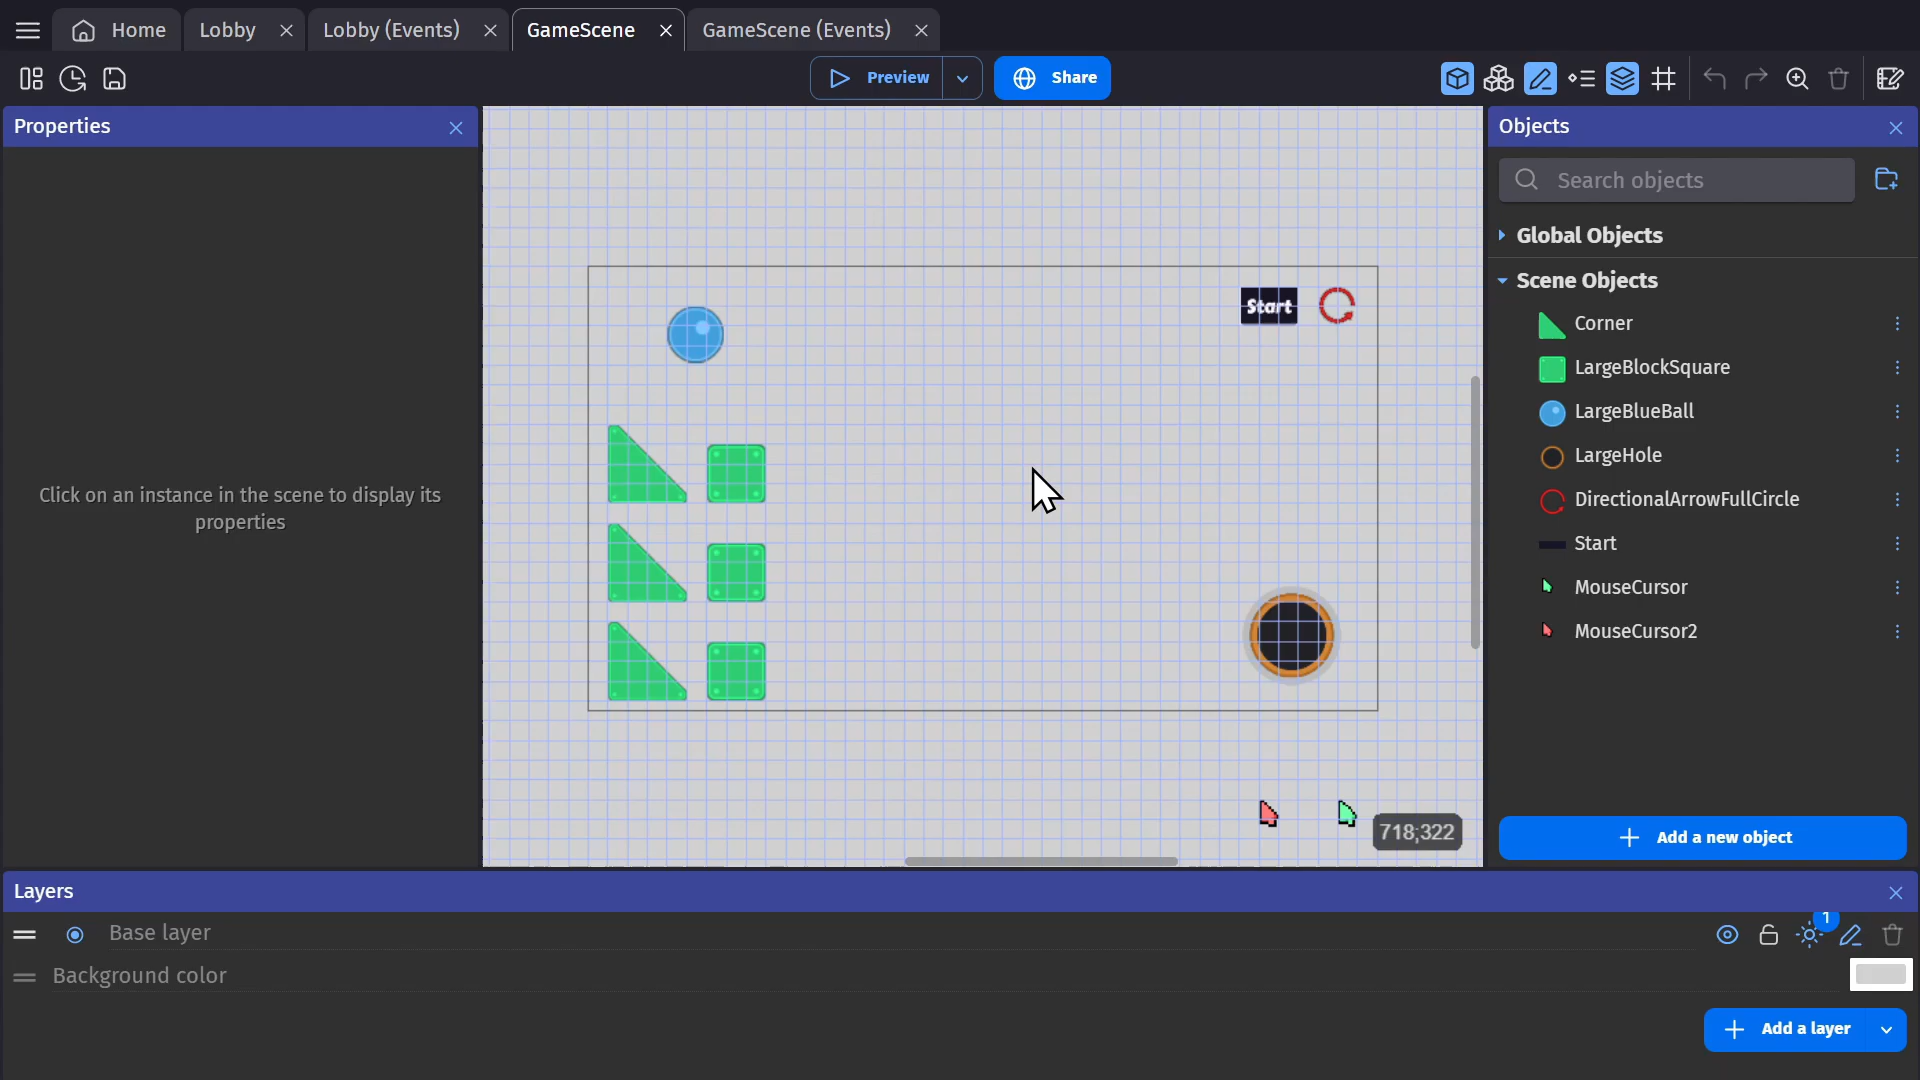 Home
Lobby
Lobby (Events)
GameScene
GameScene (Events)
Preview
Share
Properties
Click on an instance in the scene to display its
properties
Start
718;322
Objects
Search objects
Global Objects
Scene Objects
Corner
LargeBlockSquare
LargeBlueBall
LargeHole
DirectionalArrowFullCircle
Start
MouseCursor
MouseCursor2
Add a new object
Layers
Base layer
1
Background color
Add a layer